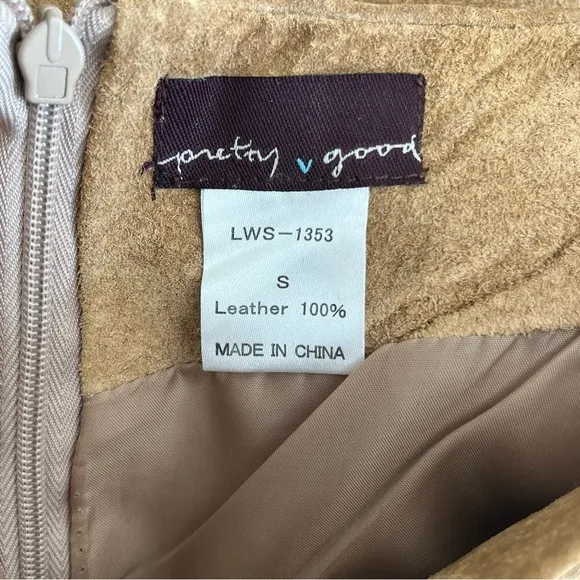 pretty v good
LWS-1353
S
Leather 100%
MADE IN CHINA